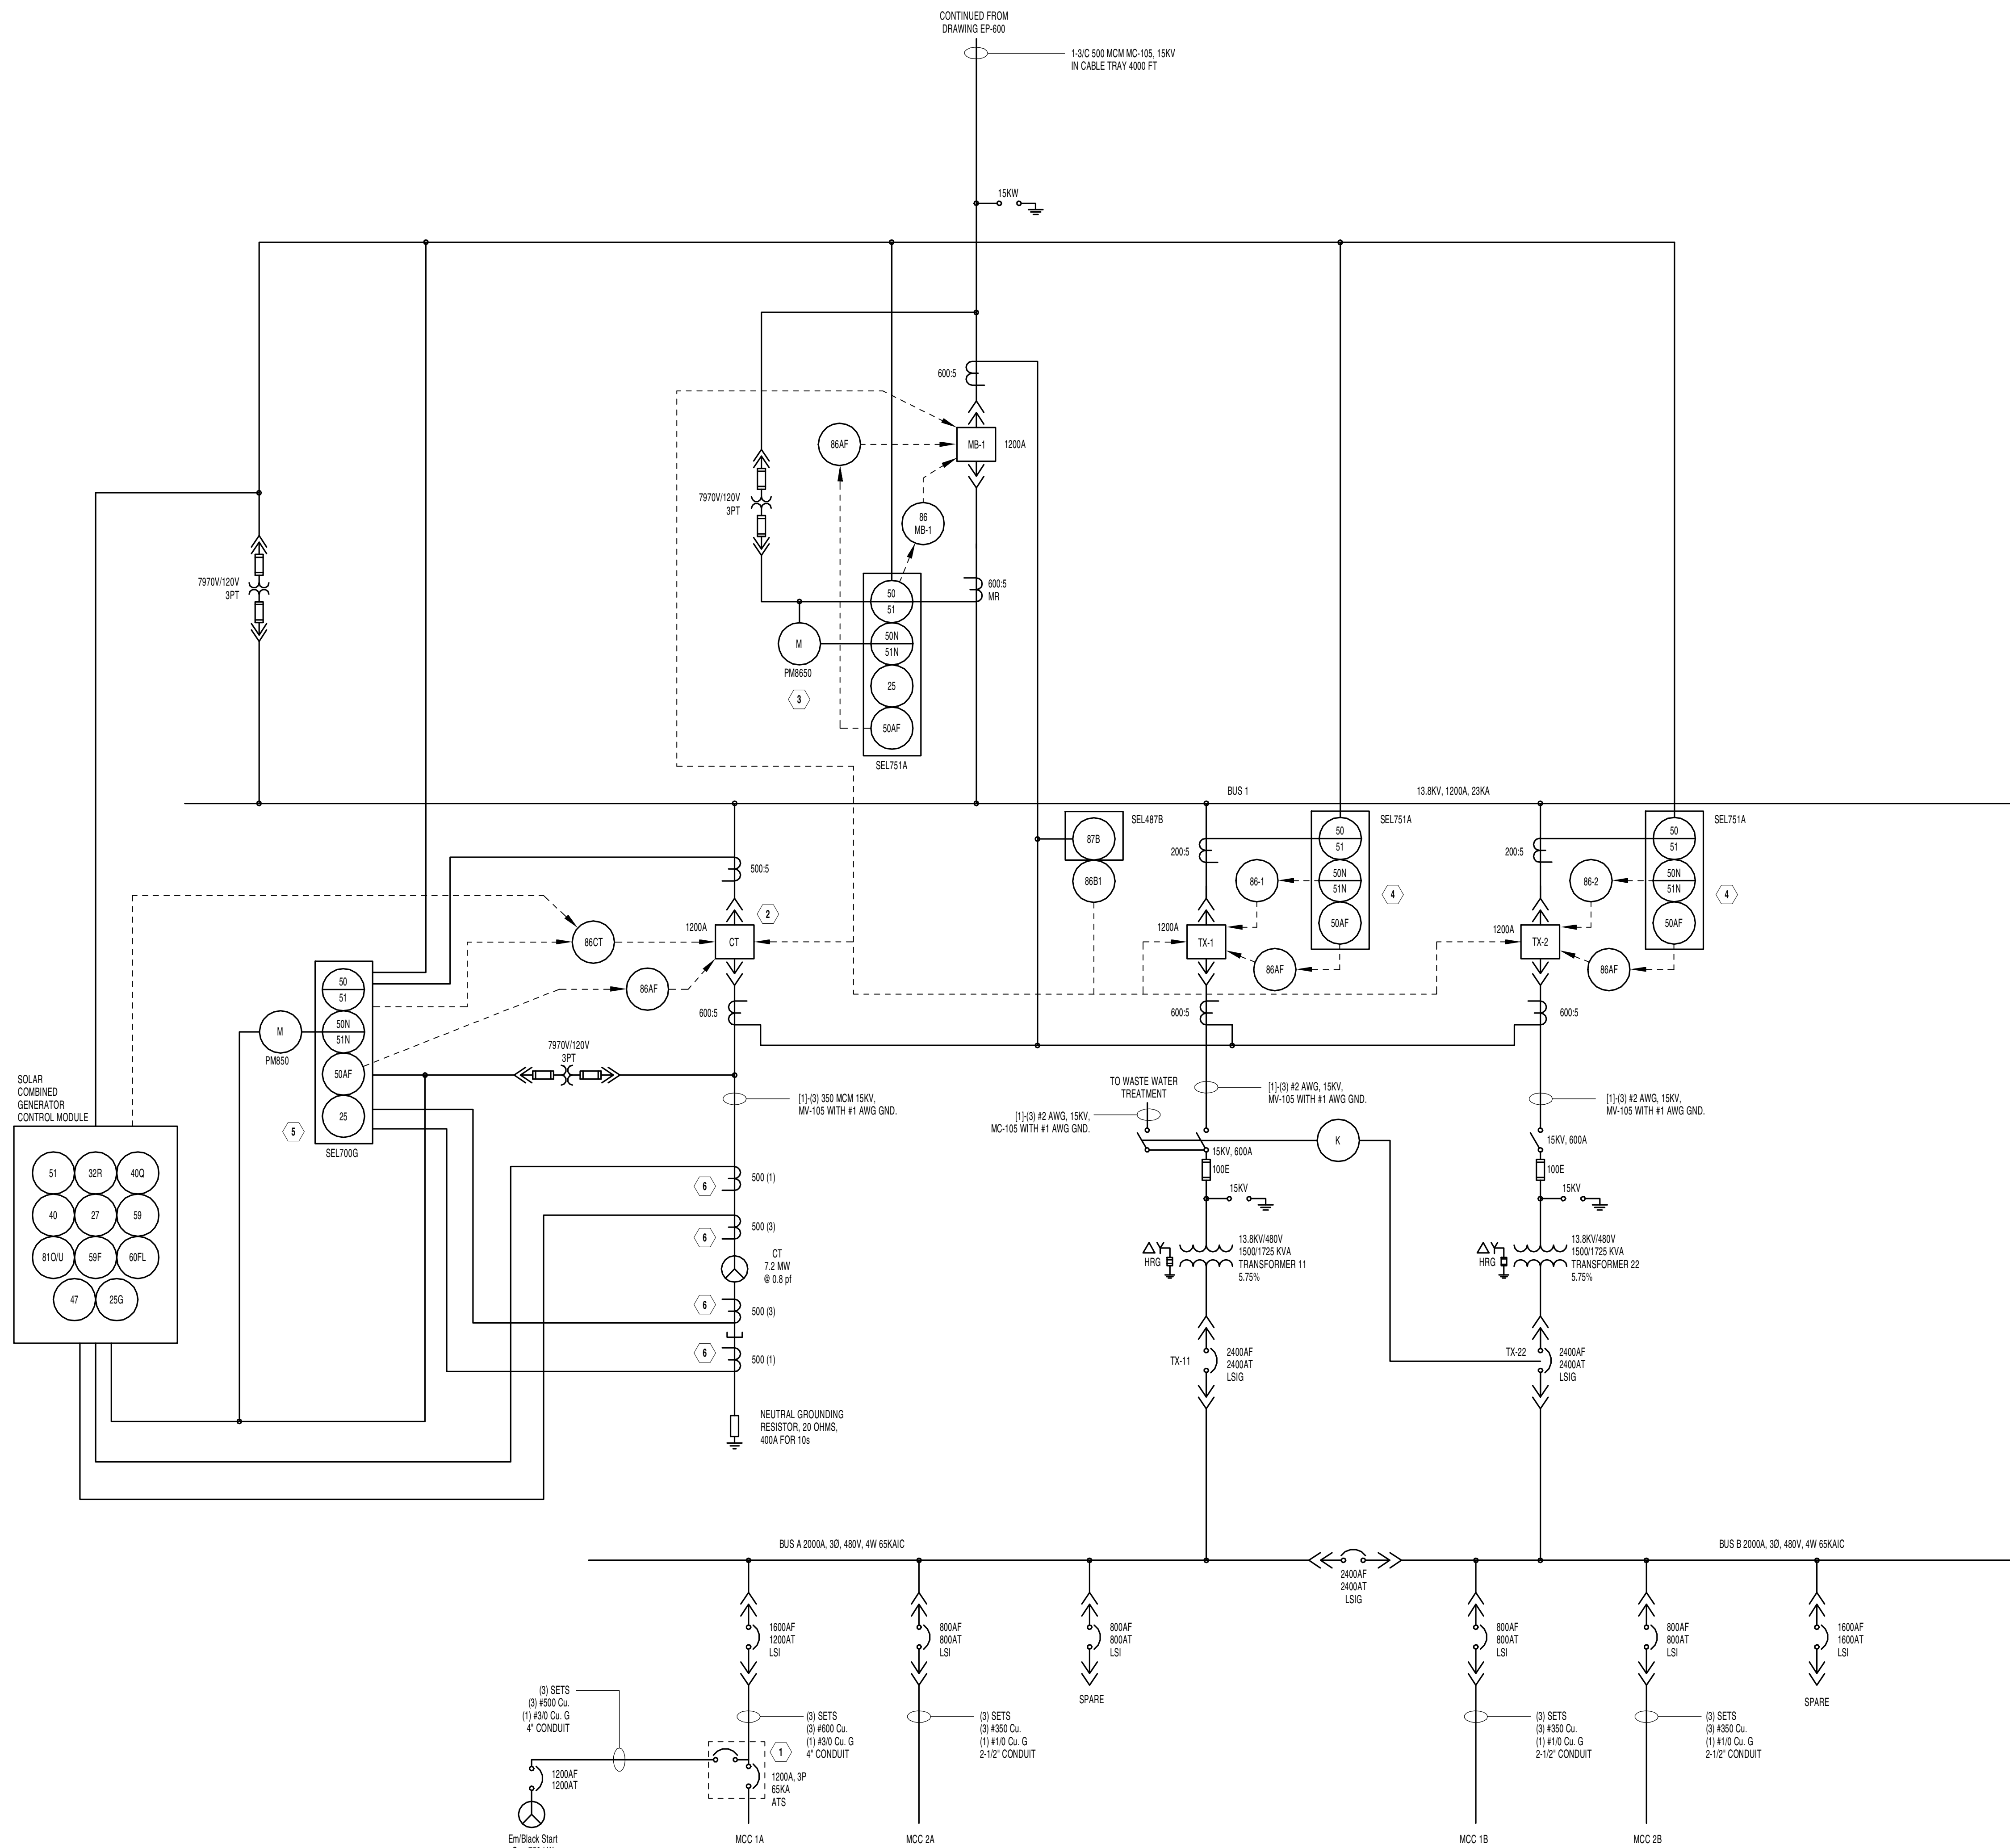 CONTINUED FROM
DRAWING EP-600
1-3/C 500 MCM MC-105, 15KV
IN CABLE TRAY 4000 FT
15KW
600:5
MB-1
1200A
86AF
86
MB-1
7970V/120V
3PT
7970V/120V
3PT
600:5
MR
50
51
50N
51N
25
50AF
SEL751A
M
PM8650
3
BUS 1
13.8KV, 1200A, 23KA
SEL487B
87B
86B1
200:5
50
51
50N
51N
50AF
SEL751A
4
86-1
1200A
TX-1
86AF
600:5
200:5
50
51
50N
51N
50AF
SEL751A
4
86-2
1200A
TX-2
86AF
600:5
500:5
2
1200A
CT
86CT
86AF
600:5
50
51
50N
51N
50AF
25
SEL700G
5
M
PM850
7970V/120V
3PT
SOLAR
COMBINED
GENERATOR
CONTROL MODULE
51
32R
40Q
40
27
59
81O/U
59F
60FL
47
25G
[1]-(3) 350 MCM 15KV,
MV-105 WITH #1 AWG GND.
6
500 (1)
6
500 (3)
CT
7.2 MW
@ 0.8 pf
6
500 (3)
6
500 (1)
NEUTRAL GROUNDING
RESISTOR, 20 OHMS,
400A FOR 10s
TO WASTE WATER
TREATMENT
[1]-(3) #2 AWG, 15KV,
MC-105 WITH #1 AWG GND.
[1]-(3) #2 AWG, 15KV,
MV-105 WITH #1 AWG GND.
K
15KV, 600A
100E
15KV
HRG
13.8KV/480V
1500/1725 KVA
TRANSFORMER 11
5.75%
TX-11
2400AF
2400AT
LSIG
[1]-(3) #2 AWG, 15KV,
MV-105 WITH #1 AWG GND.
15KV, 600A
100E
15KV
HRG
13.8KV/480V
1500/1725 KVA
TRANSFORMER 22
5.75%
TX-22
2400AF
2400AT
LSIG
BUS A 2000A, 3Ø, 480V, 4W 65KAIC
BUS B 2000A, 3Ø, 480V, 4W 65KAIC
2400AF
2400AT
LSIG
1600AF
1200AT
LSI
800AF
800AT
LSI
800AF
800AT
LSI
SPARE
800AF
800AT
LSI
800AF
800AT
LSI
1600AF
1600AT
LSI
SPARE
(3) SETS
(3) #500 Cu.
(1) #3/0 Cu. G
4" CONDUIT
(3) SETS
(3) #600 Cu.
(1) #3/0 Cu. G
4" CONDUIT
(3) SETS
(3) #350 Cu.
(1) #1/0 Cu. G
2-1/2" CONDUIT
(3) SETS
(3) #350 Cu.
(1) #1/0 Cu. G
2-1/2" CONDUIT
(3) SETS
(3) #350 Cu.
(1) #1/0 Cu. G
2-1/2" CONDUIT
1
1200A, 3P
65KA
ATS
1200AF
1200AT
Em/Black Start
MCC 1A
MCC 2A
MCC 1B
MCC 2B